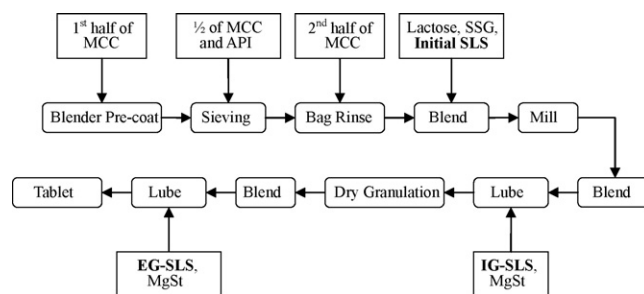 1st half of
MCC
½ of MCC
and API
2nd half of
MCC
Lactose, SSG,
Initial SLS
Blender Pre-coat
Sieving
Bag Rinse
Blend
Mill
Tablet
Lube
Blend
Dry Granulation
Lube
Blend
EG-SLS,
MgSt
IG-SLS,
MgSt